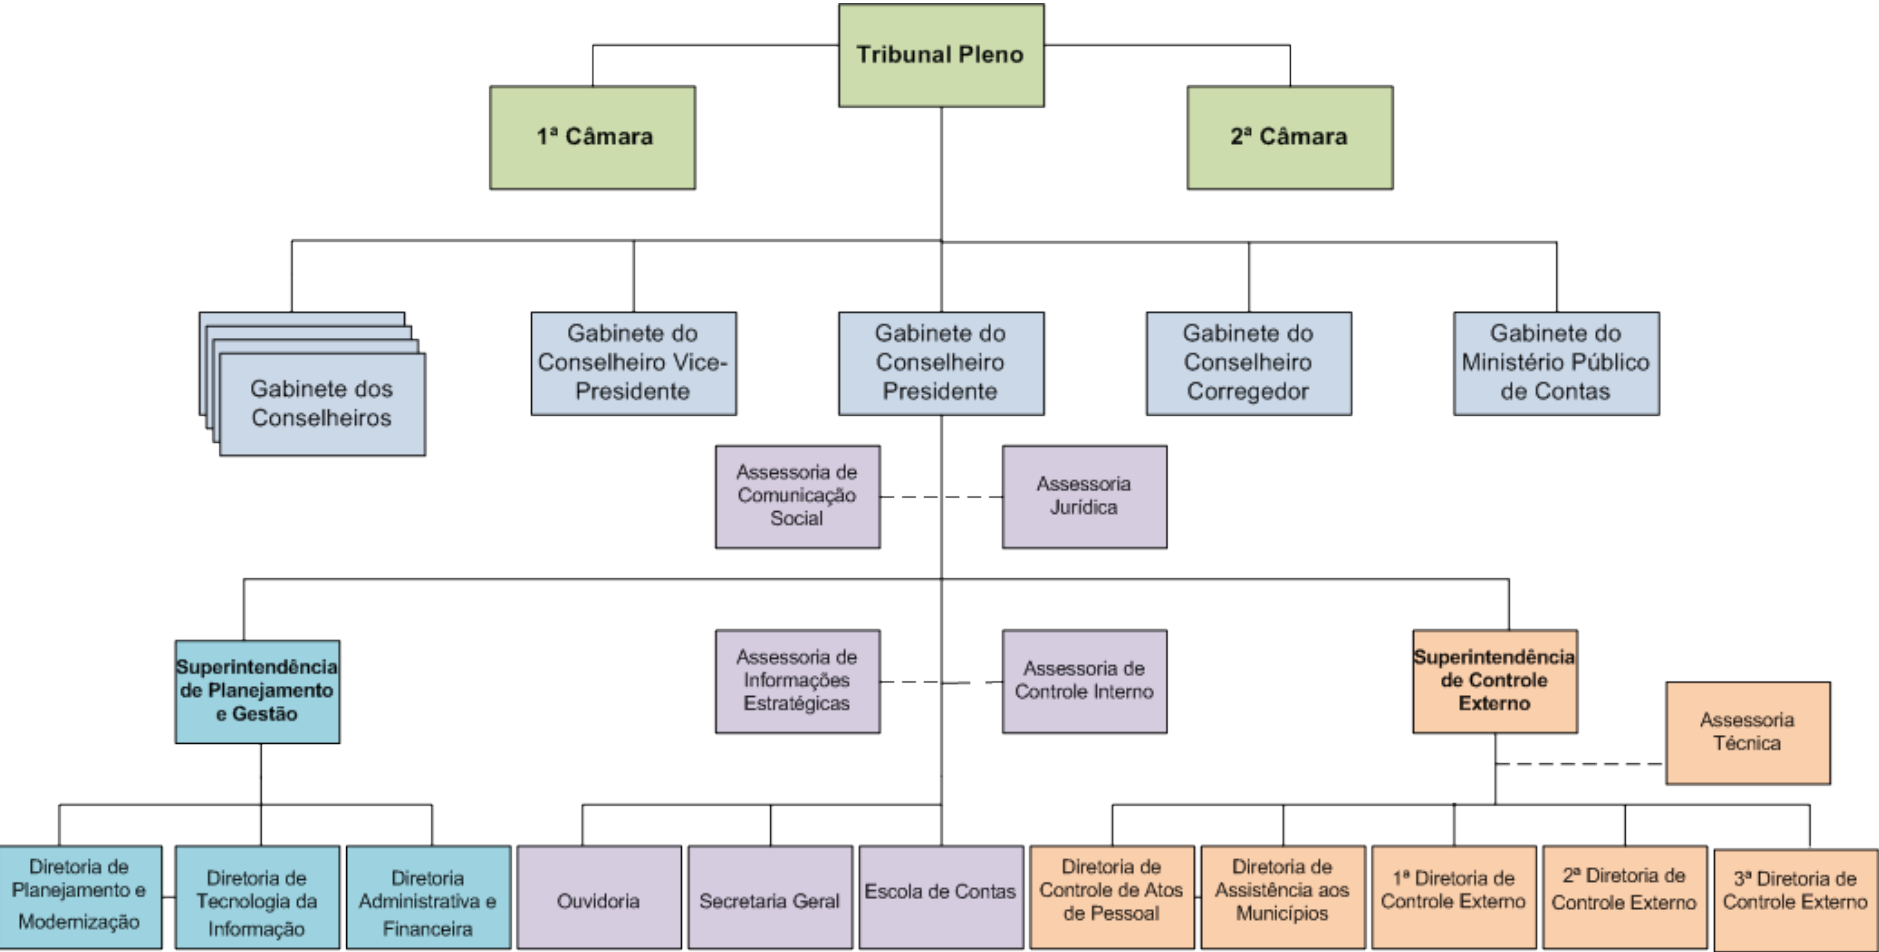 Tribunal Pleno
1ª Câmara
2ª Câmara
Gabinete dos
Conselheiros
Gabinete do
Conselheiro Vice-
Presidente
Gabinete do
Conselheiro
Presidente
Gabinete do
Conselheiro
Corregedor
Gabinete do
Ministério Público
de Contas
Assessoria de
Comunicação
Social
Assessoria
Jurídica
Superintendência
de Planejamento
e Gestão
Assessoria de
Informações
Estratégicas
Assessoria de
Controle Interno
Superintendência
de Controle
Externo
Assessoria
Técnica
Diretoria de
Planejamento e
Modernização
Diretoria de
Tecnologia da
Informação
Diretoria
Administrativa e
Financeira
Ouvidoria
Secretaria Geral
Escola de Contas
Diretoria de
Controle de Atos
de Pessoal
Diretoria de
Assistência aos
Municípios
1ª Diretoria de
Controle Externo
2ª Diretoria de
Controle Externo
3ª Diretoria de
Controle Externo